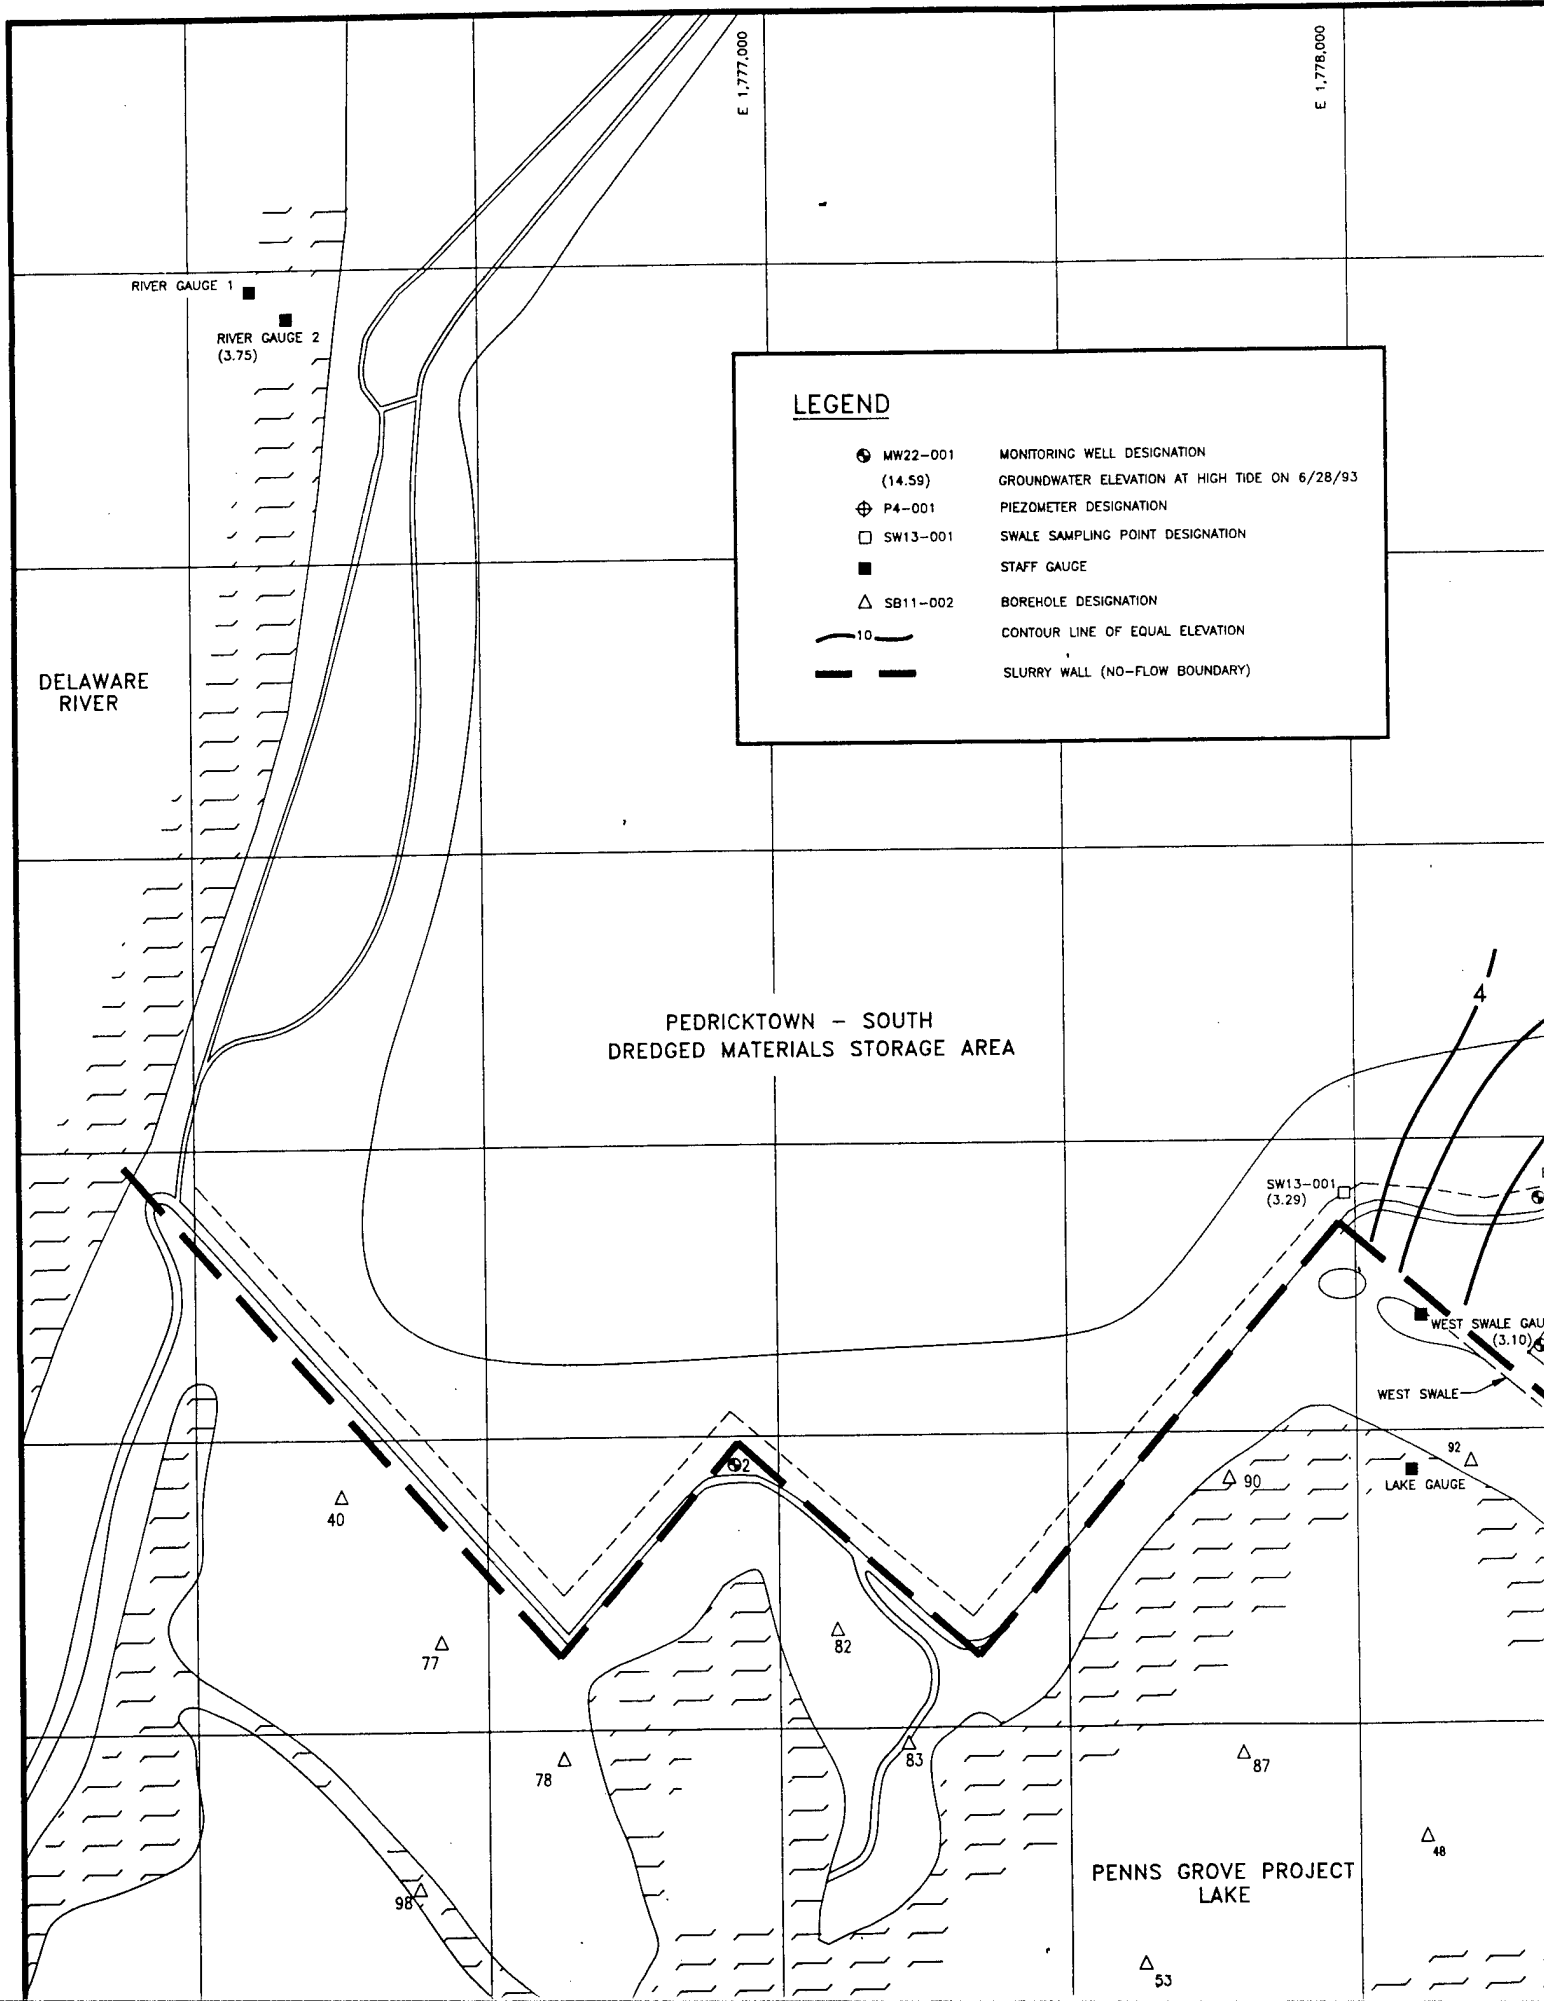 E 1,777,000
E 1,778,000
RIVER GAUGE 1
RIVER GAUGE 2
(3.75)
LEGEND
MW22-001 MONITORING WELL DESIGNATION
(14.59) GROUNDWATER ELEVATION AT HIGH TIDE ON 6/28/93
P4-001 PIEZOMETER DESIGNATION
SW13-001 SWALE SAMPLING POINT DESIGNATION
STAFF GAUGE
SB11-002 BOREHOLE DESIGNATION
10 CONTOUR LINE OF EQUAL ELEVATION
SLURRY WALL (NO-FLOW BOUNDARY)
DELAWARE
RIVER
4
PEDRICKTOWN - SOUTH
DREDGED MATERIALS STORAGE AREA
SW13-001
(3.29)
WEST SWALE GAU
(3.10)
WEST SWALE
2
92
90
LAKE GAUGE
40
82
77
83
87
78
48
PENNS GROVE PROJECT
LAKE
98
53